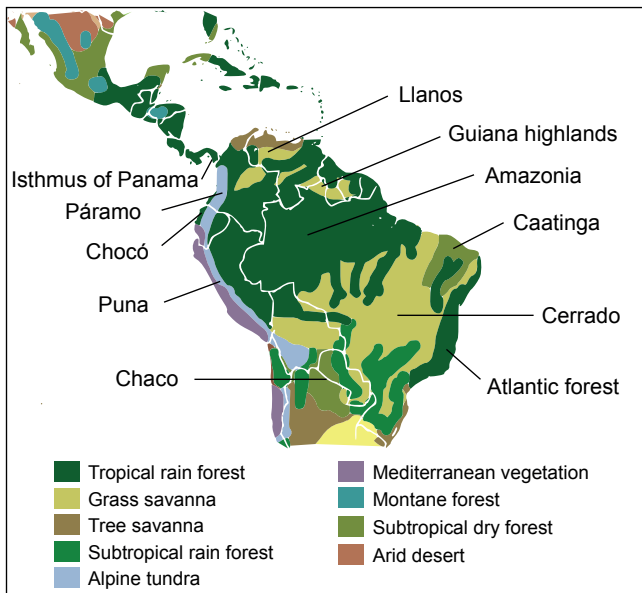 Llanos
Guiana highlands
Isthmus of Panama
Amazonia
Páramo
Caatinga
Chocó
Puna
Cerrado
Chaco
Atlantic forest
Tropical rain forest
Grass savanna
Tree savanna
Subtropical rain forest
Alpine tundra
Mediterranean vegetation
Montane forest
Subtropical dry forest
Arid desert